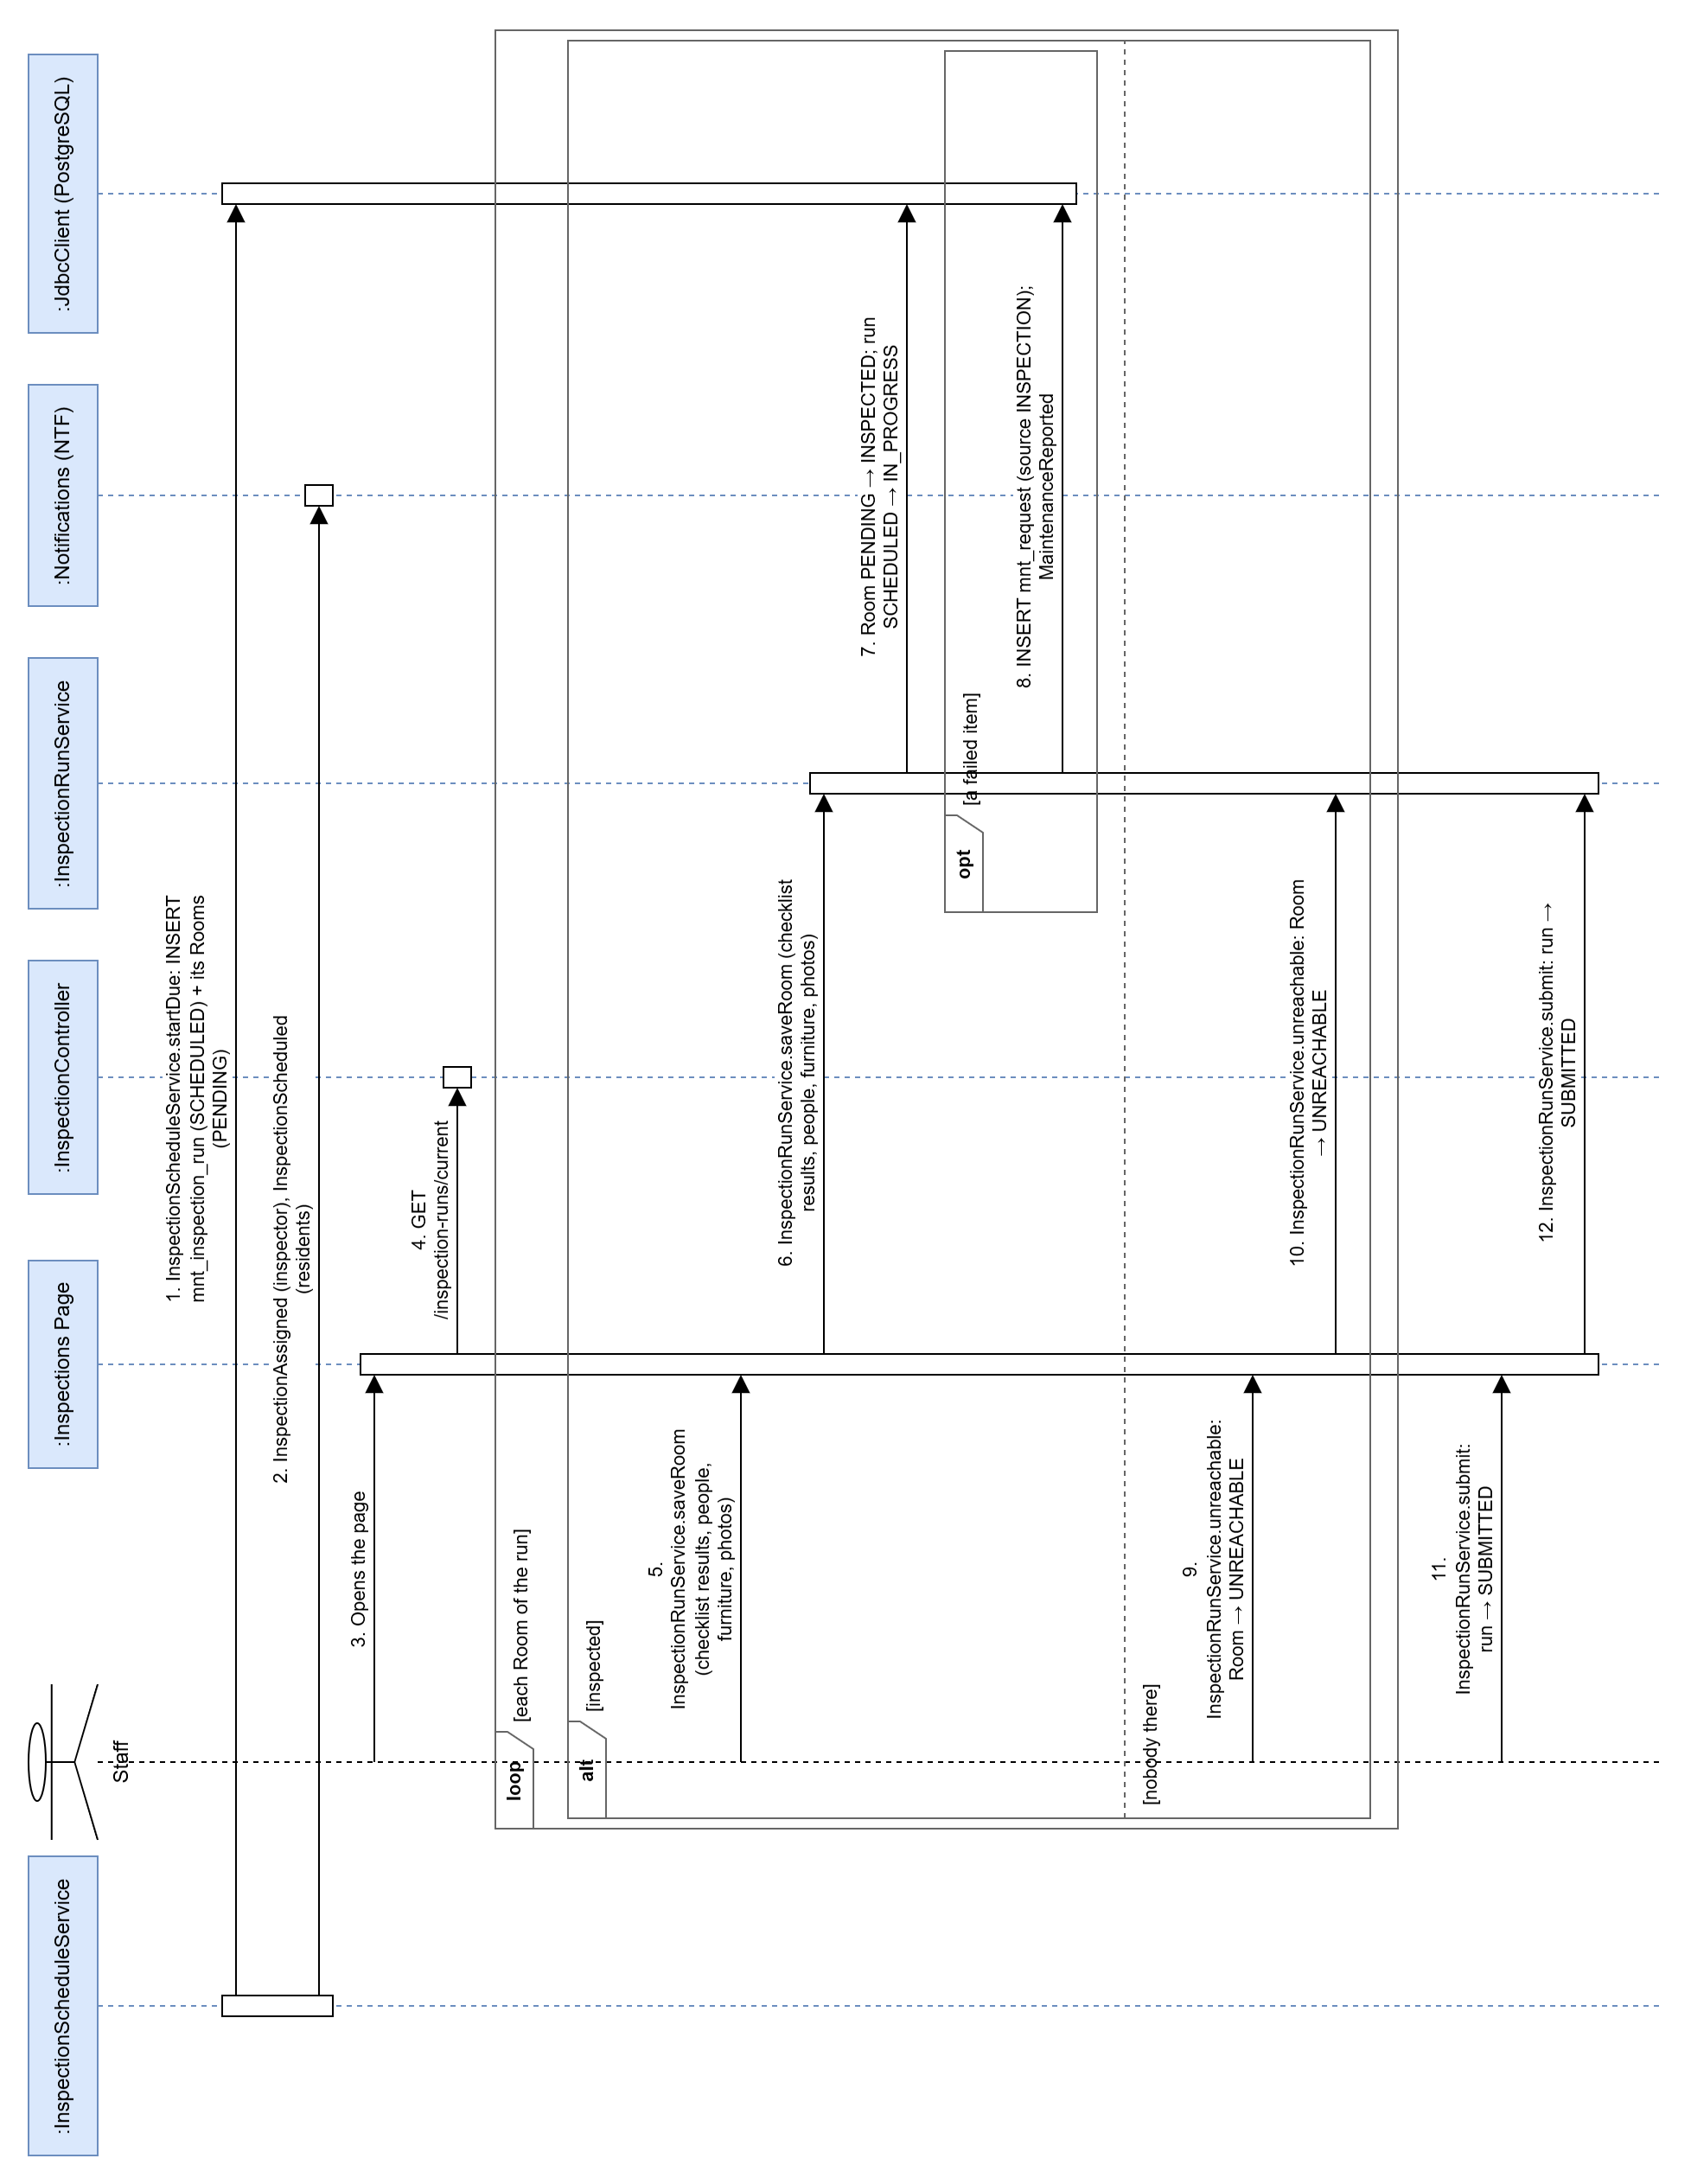 :InspectionScheduleService
Staff
:Inspections Page
:InspectionController
:InspectionRunService
:Notifications (NTF)
:JdbcClient (PostgreSQL)
1. InspectionScheduleService.startDue: INSERT
mnt_inspection_run (SCHEDULED) + its Rooms
(PENDING)
2. InspectionAssigned (inspector), InspectionScheduled
(residents)
3. Opens the page
4. GET
/inspection-runs/current
loop
[each Room of the run]
alt
[inspected]
5.
InspectionRunService.saveRoom
(checklist results, people,
furniture, photos)
6. InspectionRunService.saveRoom (checklist
results, people, furniture, photos)
7. Room PENDING → INSPECTED; run
SCHEDULED → IN_PROGRESS
opt
[a failed item]
8. INSERT mnt_request (source INSPECTION);
MaintenanceReported
[nobody there]
9.
InspectionRunService.unreachable:
Room → UNREACHABLE
10. InspectionRunService.unreachable: Room
→ UNREACHABLE
11.
InspectionRunService.submit:
run → SUBMITTED
12. InspectionRunService.submit: run →
SUBMITTED